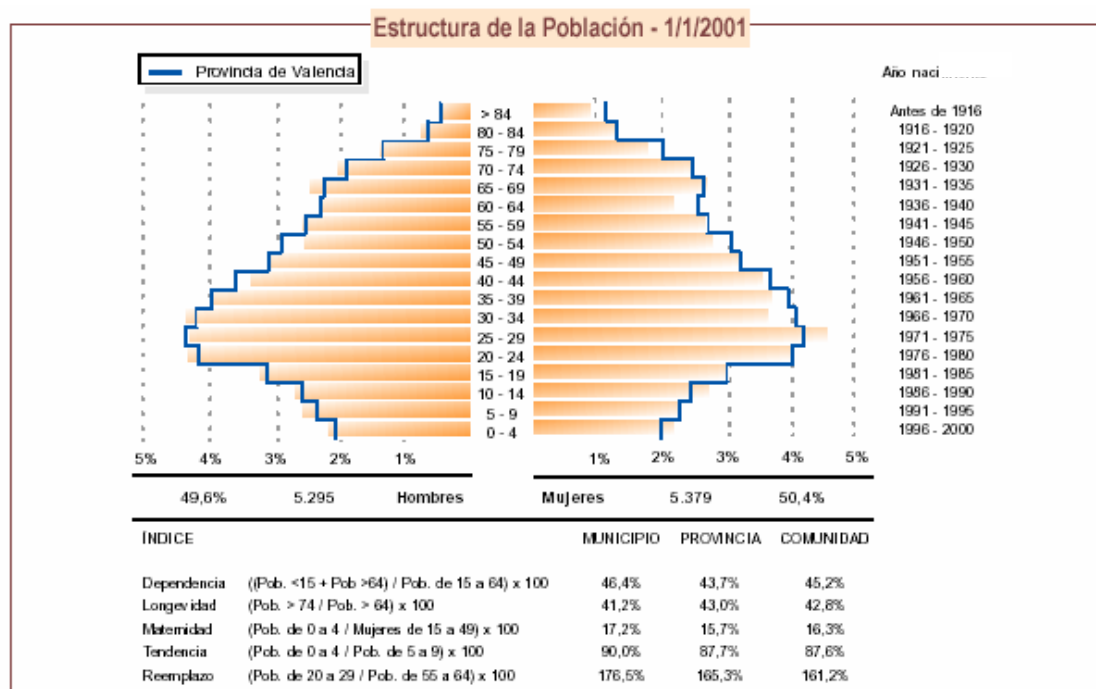 Estructura de la Población - 1/1/2001
Provincia de Valencia
Año
> 84 Antes de 1916
80 - 84 1916 - 1920
75 - 79 1921 - 1925
70 - 74 1926 - 1930
65 - 69 1931 - 1935
60 - 64 1936 - 1940
55 - 59 1941 - 1945
50 - 54 1946 - 1950
45 - 49 1951 - 1955
40 - 44 1956 - 1960
35 - 39 1961 - 1965
30 - 34 1966 - 1970
25 - 29 1971 - 1975
20 - 24 1976 - 1980
15 - 19 1981 - 1985
10 - 14 1986 - 1990
5 - 9 1991 - 1995
0 - 4 1996 - 2000
5% 4% 3% 2% 1% 1% 2% 3% 4% 5%
49,6% 5.295 Hombres Mujeres 5.379 50,4%
ÍNDICE MUNICIPIO PROVINCIA COMUNIDAD
Dependencia ((Pob. <15 + Pob >64) / Pob. de 15 a 64) x 100 46,4% 43,7% 45,2%
Longevidad (Pob. > 74 / Pob. > 64) x 100 41,2% 43,0% 42,8%
Maternidad (Pob. de 0 a 4 / Mujeres de 15 a 49) x 100 17,2% 15,7% 16,3%
Tendencia (Pob. de 0 a 4 / Pob. de 5 a 9) x 100 90,0% 87,7% 87,6%
Reemplazo (Pob. de 20 a 29 / Pob. de 55 a 64) x 100 176,5% 165,3% 161,2%